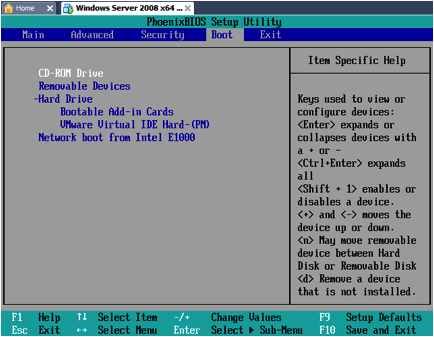 Home × Windows Server 2008 x64 ... ×
PhoenixBIOS Setup Utility
Main Advanced Security Boot Exit
Item Specific Help
CD-ROM Drive
Removable Devices
-Hard Drive
Bootable Add-in Cards
VMware Virtual IDE Hard-(PM)
Network boot from Intel E1000
Keys used to view or
configure devices:
<Enter> expands or
collapses devices with
a + or -
<Ctrl+Enter> expands
all
<Shift + 1> enables or
disables a device.
<+> and <-> moves the
device up or down.
<n> May move removable
device between Hard
Disk or Removable Disk
<d> Remove a device
that is not installed.
F1 Help ↑↓ Select Item -/+ Change Values F9 Setup Defaults
Esc Exit ↔ Select Menu Enter Select ▶ Sub-Menu F10 Save and Exit